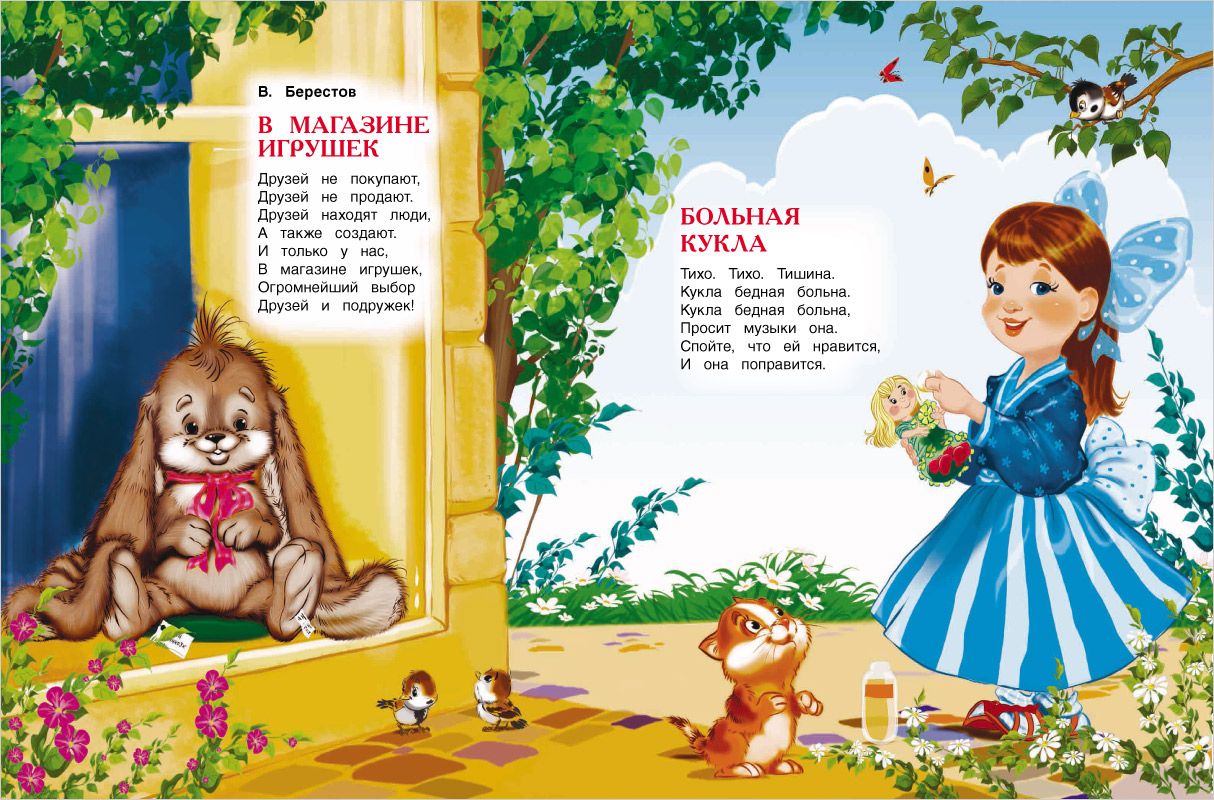 В. Берестов
В МАГАЗИНЕ
ИГРУШЕК
Друзей не покупают,
Друзей не продают.
Друзей находят люди,
А также создают.
И только у нас,
В магазине игрушек,
Огромнейший выбор
Друзей и подружек!
БОЛЬНАЯ
КУКЛА
Тихо. Тихо. Тишина.
Кукла бедная больна.
Кукла бедная больна,
Просит музыки она.
Спойте, что ей нравится,
И она поправится.